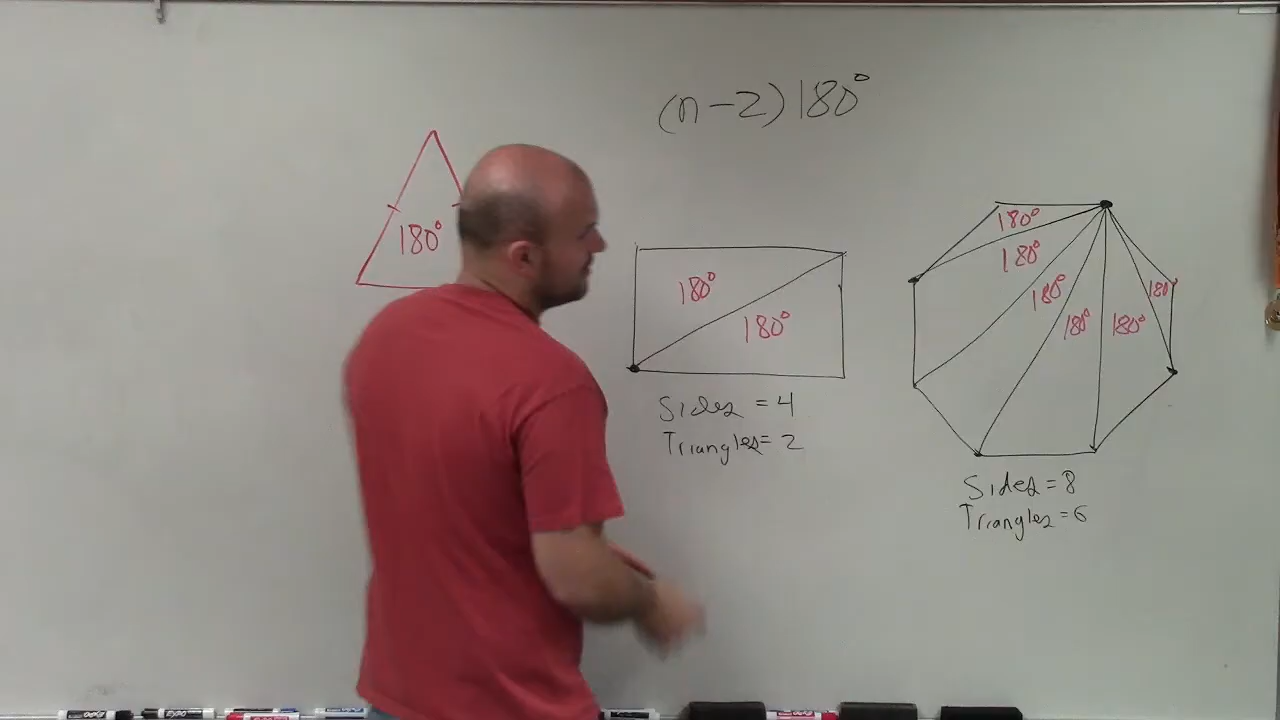 (n-2)180°
180°
180°
180°
Sides = 4
Triangles = 2
180°
180°
180°
180°
180°
180
Sides = 8
Triangles = 6
EXPO